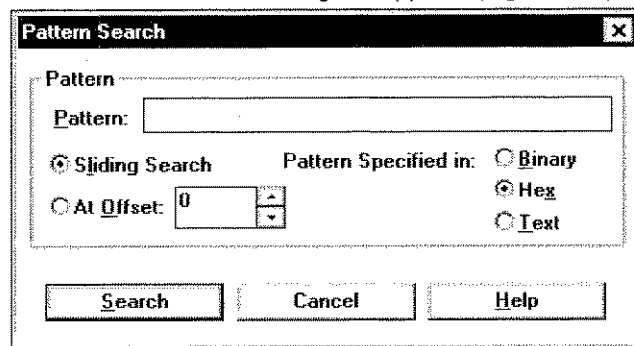 Pattern Search
Pattern
Pattern:
Sliding Search Pattern Specified in: Binary
Hex
At Offset: 0
Text
Search Cancel Help